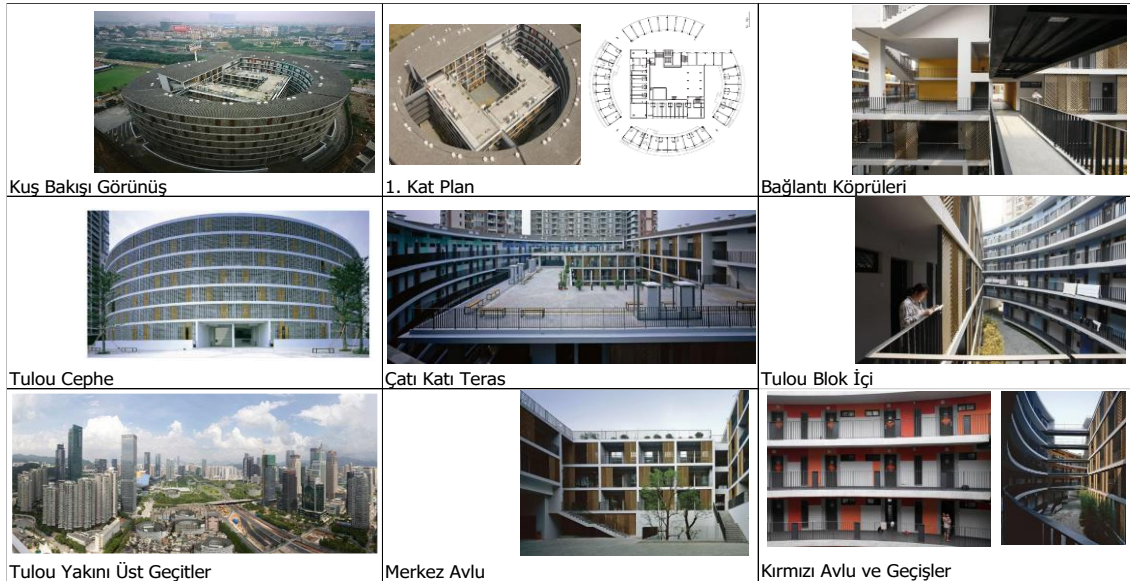 Kuş Bakışı Görünüş
1. Kat Plan
Bağlantı Köprüleri
Tulou Cephe
Çatı Katı Teras
Tulou Blok İçi
Tulou Yakını Üst Geçitler
Merkez Avlu
Kırmızı Avlu ve Geçişler